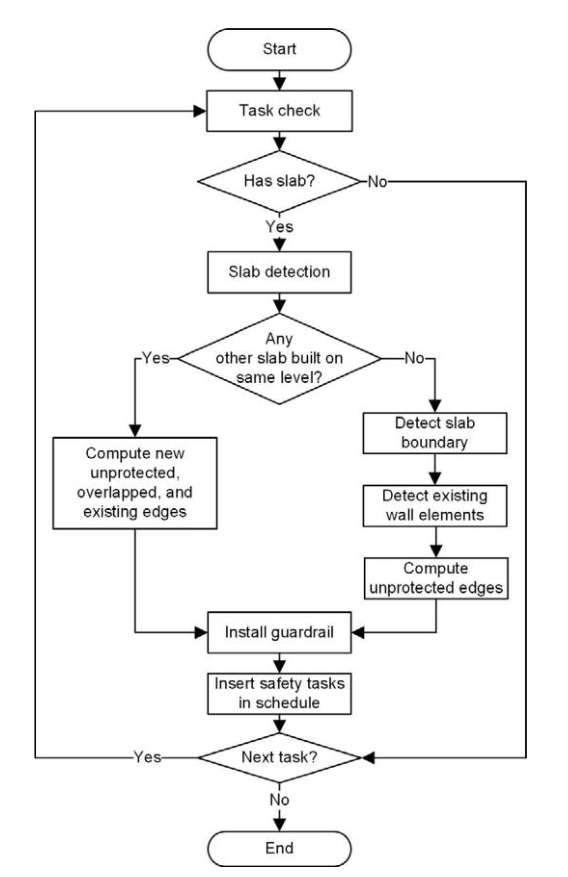 Start
Task check
Has slab?
No
Yes
Slab detection
Any
other slab built on
same level?
Yes
No
Detect slab
boundary
Compute new
unprotected,
overlapped, and
existing edges
Detect existing
wall elements
Compute
unprotected edges
Install guardrail
Insert safety tasks
in schedule
Next task?
Yes
No
End